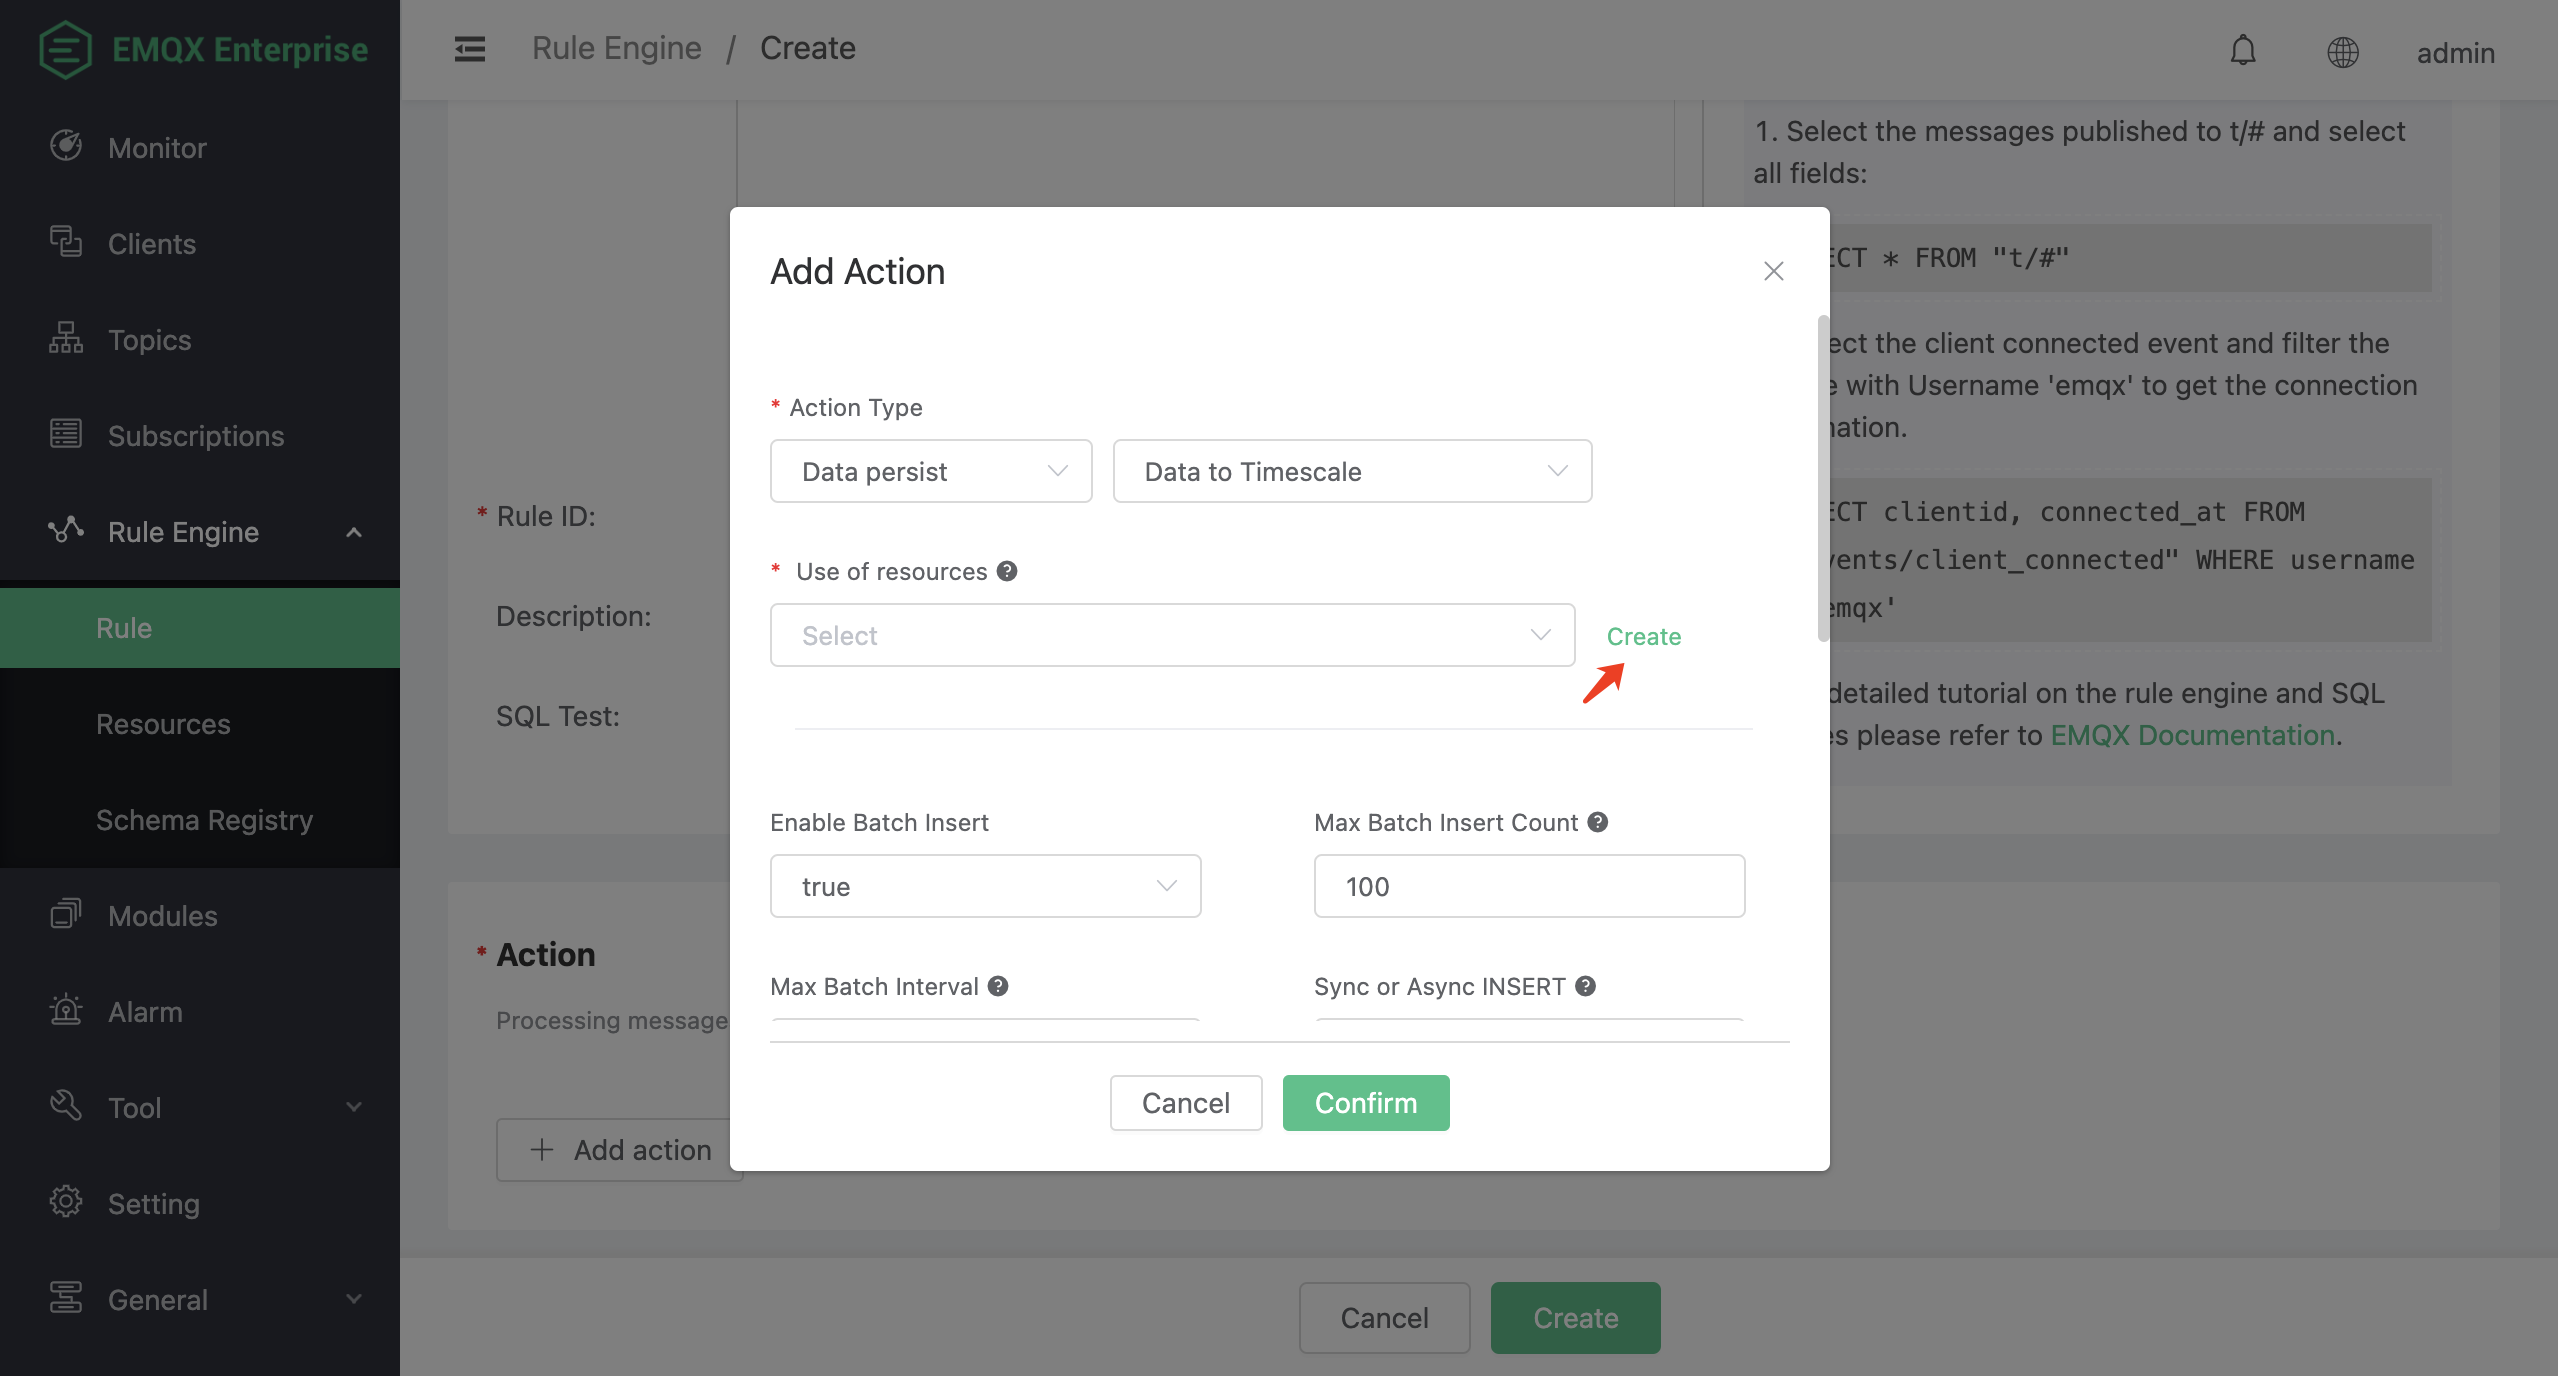 EMQX Enterprise
Monitor
Clients
Topics
Subscriptions
Rule Engine
Rule
Resources
Schema Registry
Modules
Alarm
Tool
Setting
General
Rule Engine / Create
admin
1. Select the messages published to t/# and select
all fields:
ECT * FROM "t/#"
ect the client connected event and filter the
e with Username 'emqx' to get the connection
mation.
ECT clientid, connected_at FROM
vents/client_connected" WHERE username
emqx'
detailed tutorial on the rule engine and SQL
es please refer to EMQX Documentation.
* Rule ID:
Description:
SQL Test:
* Action
Processing message
+ Add action
Add Action
* Action Type
Data persist
Data to Timescale
* Use of resources ?
Select
Create
Enable Batch Insert
Max Batch Insert Count ?
true
100
Max Batch Interval ?
Sync or Async INSERT ?
Cancel
Confirm
Cancel
Create